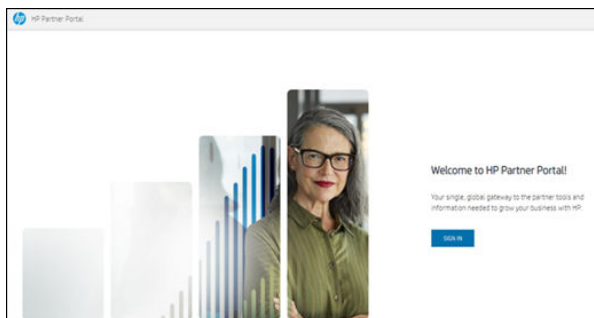 hp
HP Partner Portal
Welcome to HP Partner Portal!
Your single, global gateway to the partner tools and
information needed to grow your business with HP.
SIGN IN